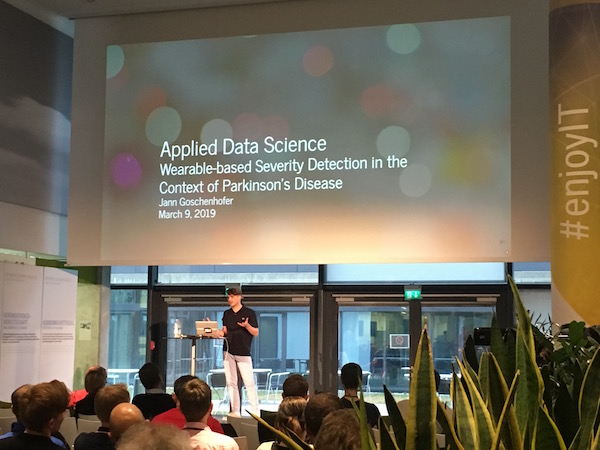 Applied Data Science
Wearable-based Severity Detection in the
Context of Parkinson's Disease
Jann Goschenhofer
March 9, 2019
#enjoyIT